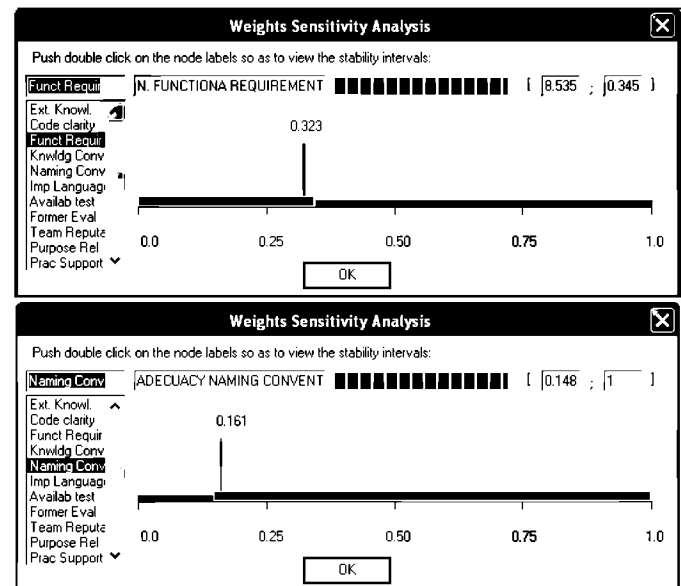 Weights Sensitivity Analysis
Push double click on the node labels so as to view the stability intervals:
Funct Requir N. FUNCTIONA REQUIREMENT [ 8.535 ; 0.345 ]
Ext. Knowl.
Code clarity
Funct Requir
Knwldg Conv
Naming Conv
Imp Languag
Availab test
Former Eval
Team Reputa
Purpose Rel
Prac Support
0.323
0.0 0.25 0.50 0.75 1.0
OK
Weights Sensitivity Analysis
Push double click on the node labels so as to view the stability intervals:
Naming Conv ADECUACY NAMING CONVENT [ 0.148 ; 1 ]
Ext. Knowl.
Code clarity
Funct Requir
Knwldg Conv
Naming Conv
Imp Languag
Availab test
Former Eval
Team Reputa
Purpose Rel
Prac Support
0.161
0.0 0.25 0.50 0.75 1.0
OK